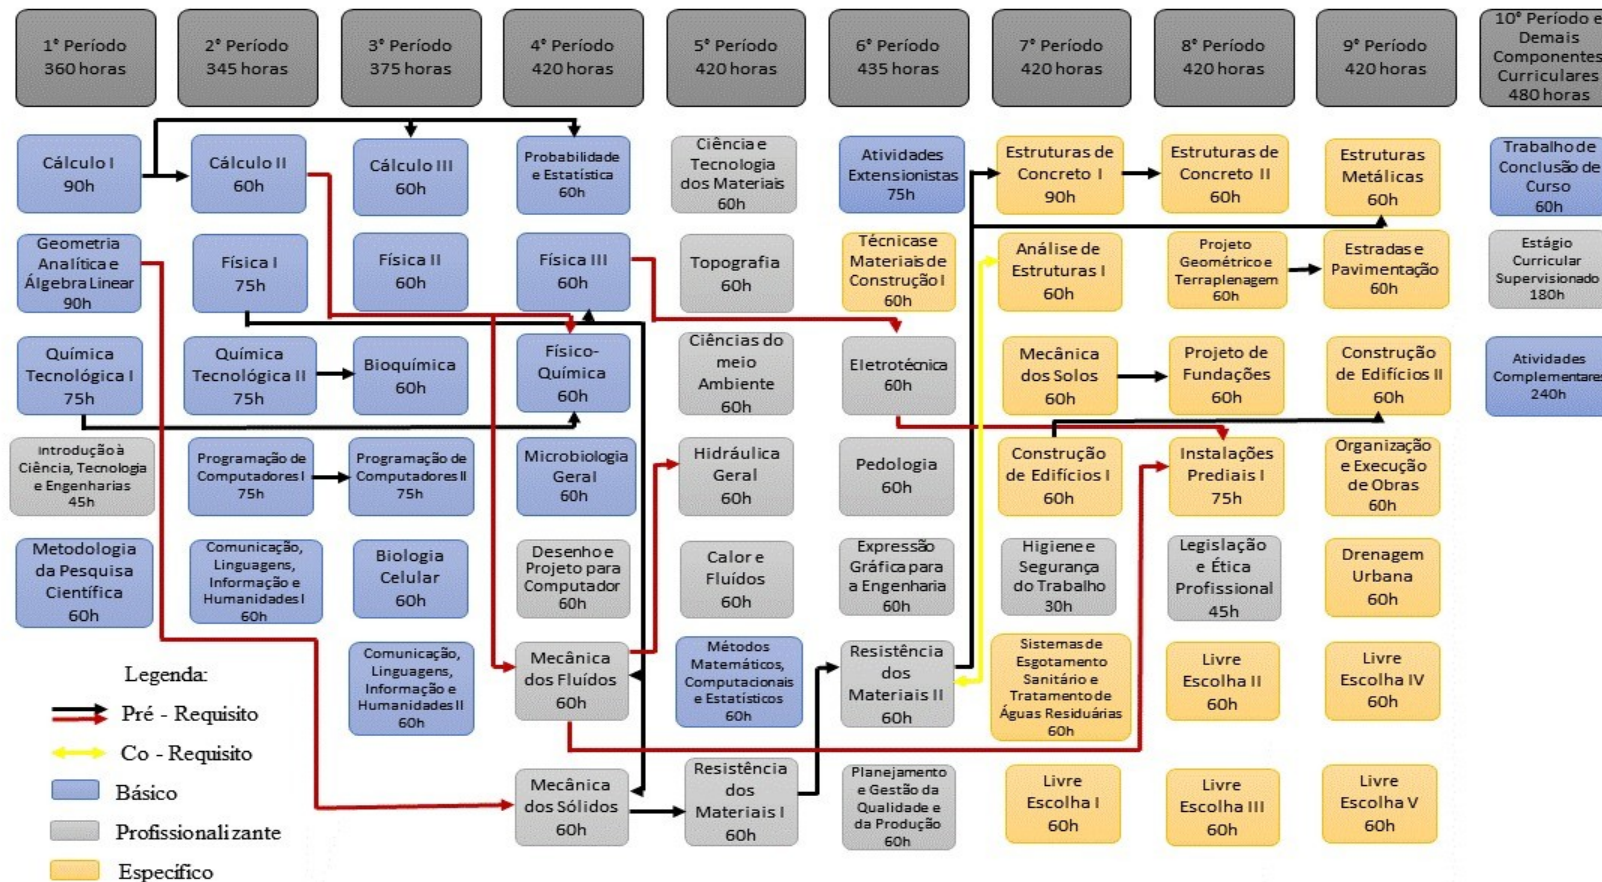 1° Período
360 horas
2° Período
345 horas
3° Período
375 horas
4° Período
420 horas
5° Período
420 horas
6° Período
435 horas
7° Período
420 horas
8° Período
420 horas
9° Período
420 horas
10° Período e
Demais
Componentes
Curriculares
480 horas
Cálculo I
90h
Cálculo II
60h
Cálculo III
60h
Probabilidade
e Estatística
60h
Ciência e
Tecnologia
dos Materiais
60h
Atividades
Extensionistas
75h
Estruturas de
Concreto I
90h
Estruturas de
Concreto II
60h
Estruturas
Metálicas
60h
Trabalho de
Conclusão de
Curso
60h
Geometria
Analítica e
Álgebra Linear
90h
Física I
75h
Física II
60h
Física III
60h
Topografia
60h
Técnicas e
Materiais de
Construção I
60h
Análise de
Estruturas I
60h
Projeto
Geométrico e
Terraplenagem
60h
Estradas e
Pavimentação
60h
Estágio
Curricular
Supervisionado
180h
Química
Tecnológica I
75h
Química
Tecnológica II
75h
Bioquímica
60h
Físico-
Química
60h
Ciências do
meio
Ambiente
60h
Eletrotécnica
60h
Mecânica
dos Solos
60h
Projeto de
Fundações
60h
Construção
de Edifícios II
60h
Atividades
Complementares
240h
Introdução à
Ciência, Tecnologia
e Engenharias
45h
Programação de
Computadores I
75h
Programação de
Computadores II
75h
Microbiologia
Geral
60h
Hidráulica
Geral
60h
Pedologia
60h
Construção
de Edifícios I
60h
Instalações
Prediais I
75h
Organização
e Execução
de Obras
60h
Metodologia
da Pesquisa
Científica
60h
Comunicação,
Linguagens,
Informação e
Humanidades I
60h
Biologia
Celular
60h
Desenho e
Projeto para
Computador
60h
Calor e
Fluídos
60h
Expressão
Gráfica para
a Engenharia
60h
Higiene e
Segurança
do Trabalho
30h
Legislação
e Ética
Profissional
45h
Drenagem
Urbana
60h
Comunicação,
Linguagens,
Informação e
Humanidades II
60h
Mecânica
dos Fluídos
60h
Métodos
Matemáticos,
Computacionais
e Estatísticos
60h
Resistência
dos
Materiais II
60h
Sistemas de
Esgotamento
Sanitário e
Tratamento de
Águas Residuárias
60h
Livre
Escolha II
60h
Livre
Escolha IV
60h
Mecânica
dos Sólidos
60h
Resistência
dos
Materiais I
60h
Planejamento
e Gestão da
Qualidade e
da Produção
60h
Livre
Escolha I
60h
Livre
Escolha III
60h
Livre
Escolha V
60h
Legenda:
Pré - Requisito
Co - Requisito
Básico
Profissionalizante
Específico